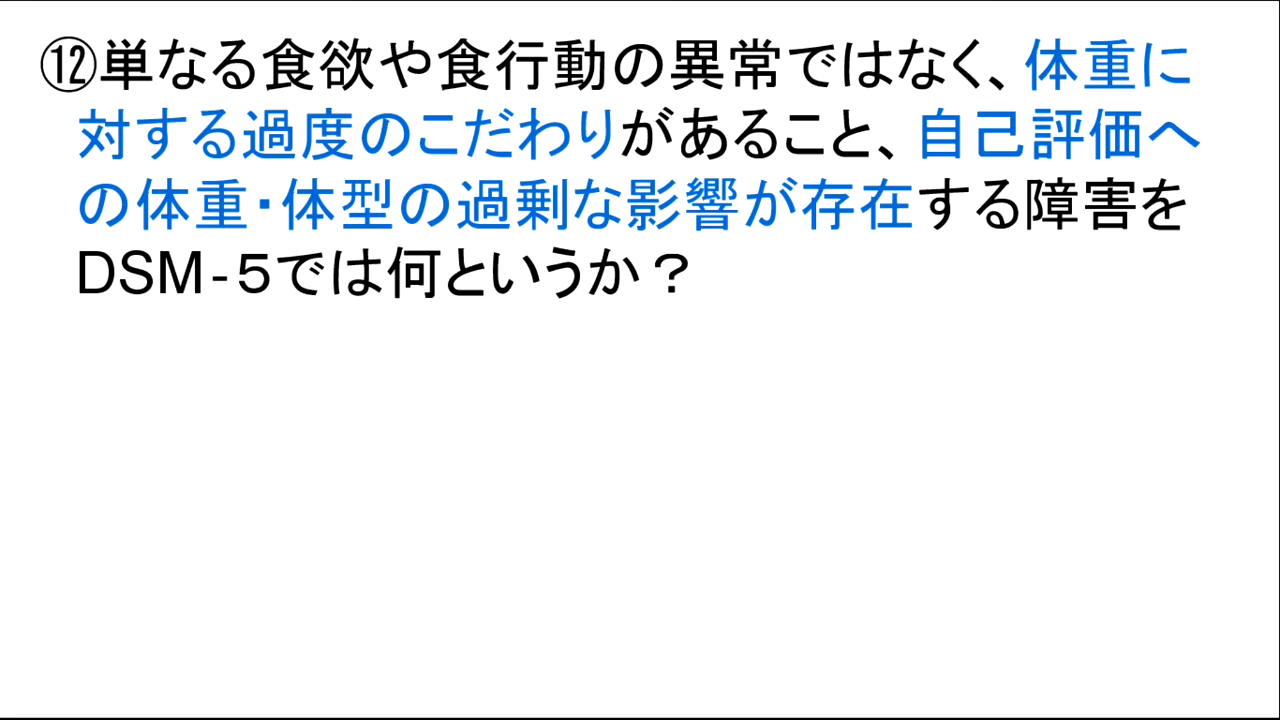 ⑫単なる食欲や食行動の異常ではなく、体重に
対する過度のこだわりがあること、自己評価へ
の体重・体型の過剰な影響が存在する障害を
DSM-５では何というか？